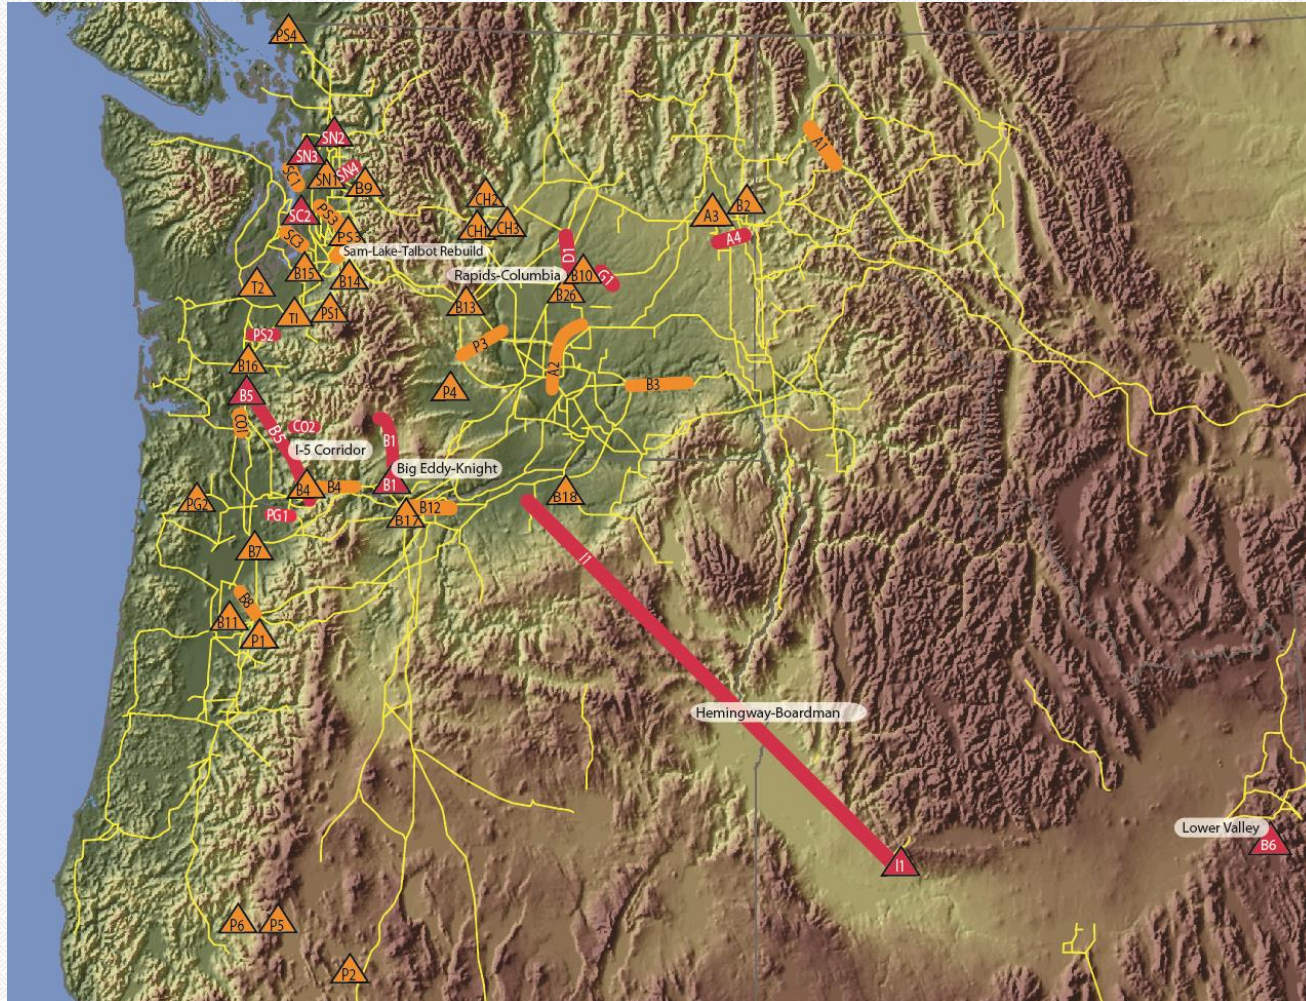 PS4
SN2
SN3
SC1
SN1
SN4
B9
CH2
SC2
PS3
PS3
CH1
CH3
A1
A3
B2
A4
SC3
Sam-Lake-Talbot Rebuild
D1
B15
B14
Rapids-Columbia
B10
G1
T2
B26
B13
TI
PS1
PS2
P3
A2
B16
B3
P4
B5
CO2
B5
B1
I-5 Corridor
Big Eddy-Knight
B4
B4
B1
B18
PG2
PG1
B17
B12
B7
I1
B8
B11
P1
Hemingway-Boardman
Lower Valley
B6
I1
P6
P5
P2